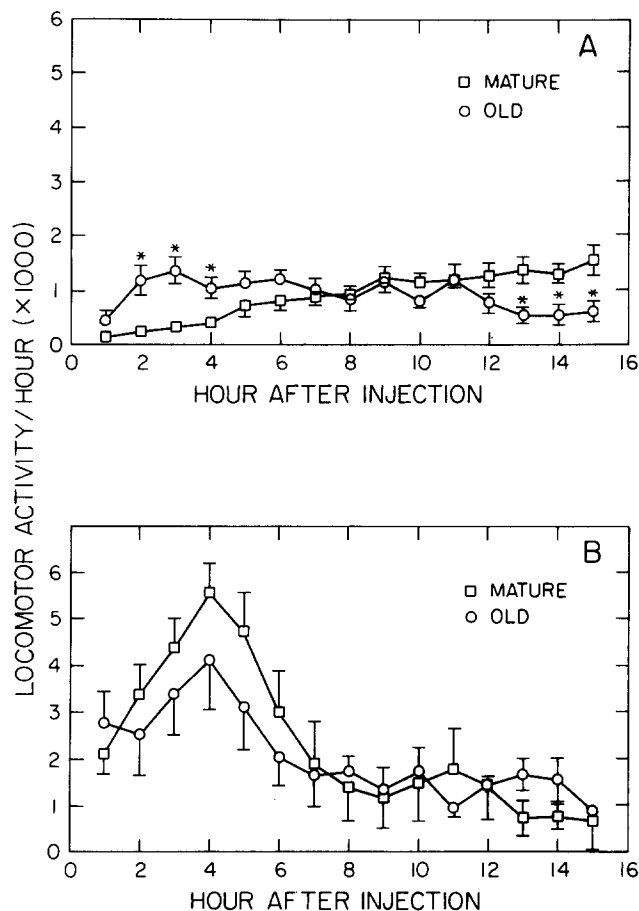 6
5
4
3
2
1
0
0 2 4 6 8 10 12 14 16
A
MATURE
OLD
* * * * * *
HOUR AFTER INJECTION
LOCOMOTOR ACTIVITY/HOUR (×1000)
B
MATURE
OLD
6
5
4
3
2
1
0
0 2 4 6 8 10 12 14 16
HOUR AFTER INJECTION